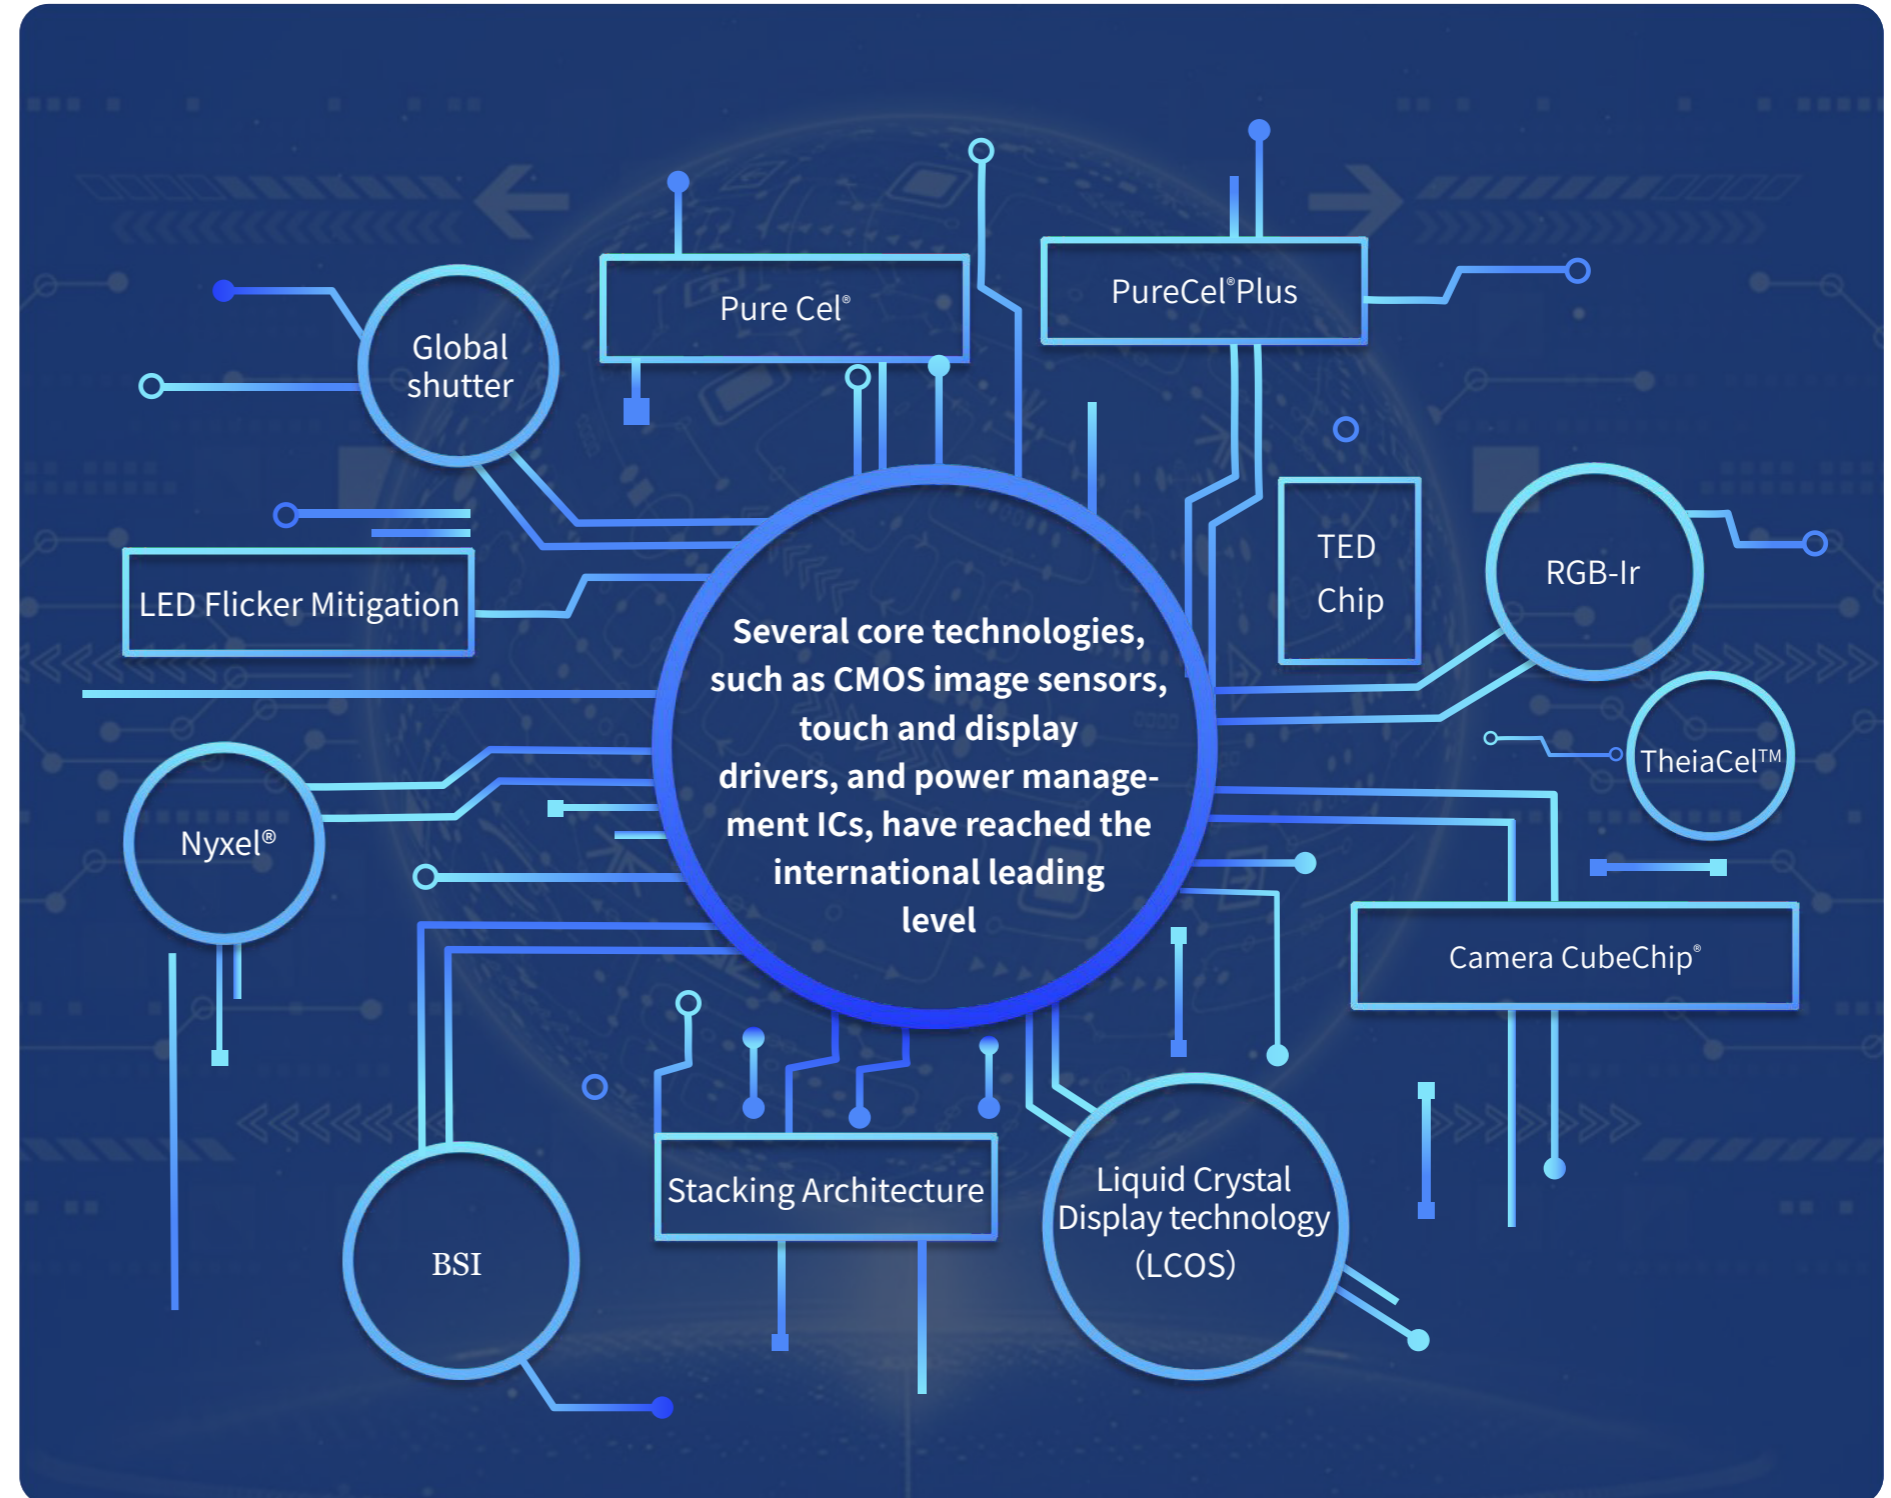 Pure Cel®
PureCel®Plus
Global
shutter
TED
Chip
RGB-Ir
LED Flicker Mitigation
Several core technologies,
such as CMOS image sensors,
touch and display
drivers, and power manage-
ment ICs, have reached the
international leading
level
TheiaCel™
Nyxel®
Camera CubeChip®
Stacking Architecture
Liquid Crystal
Display technology
（LCOS）
BSI